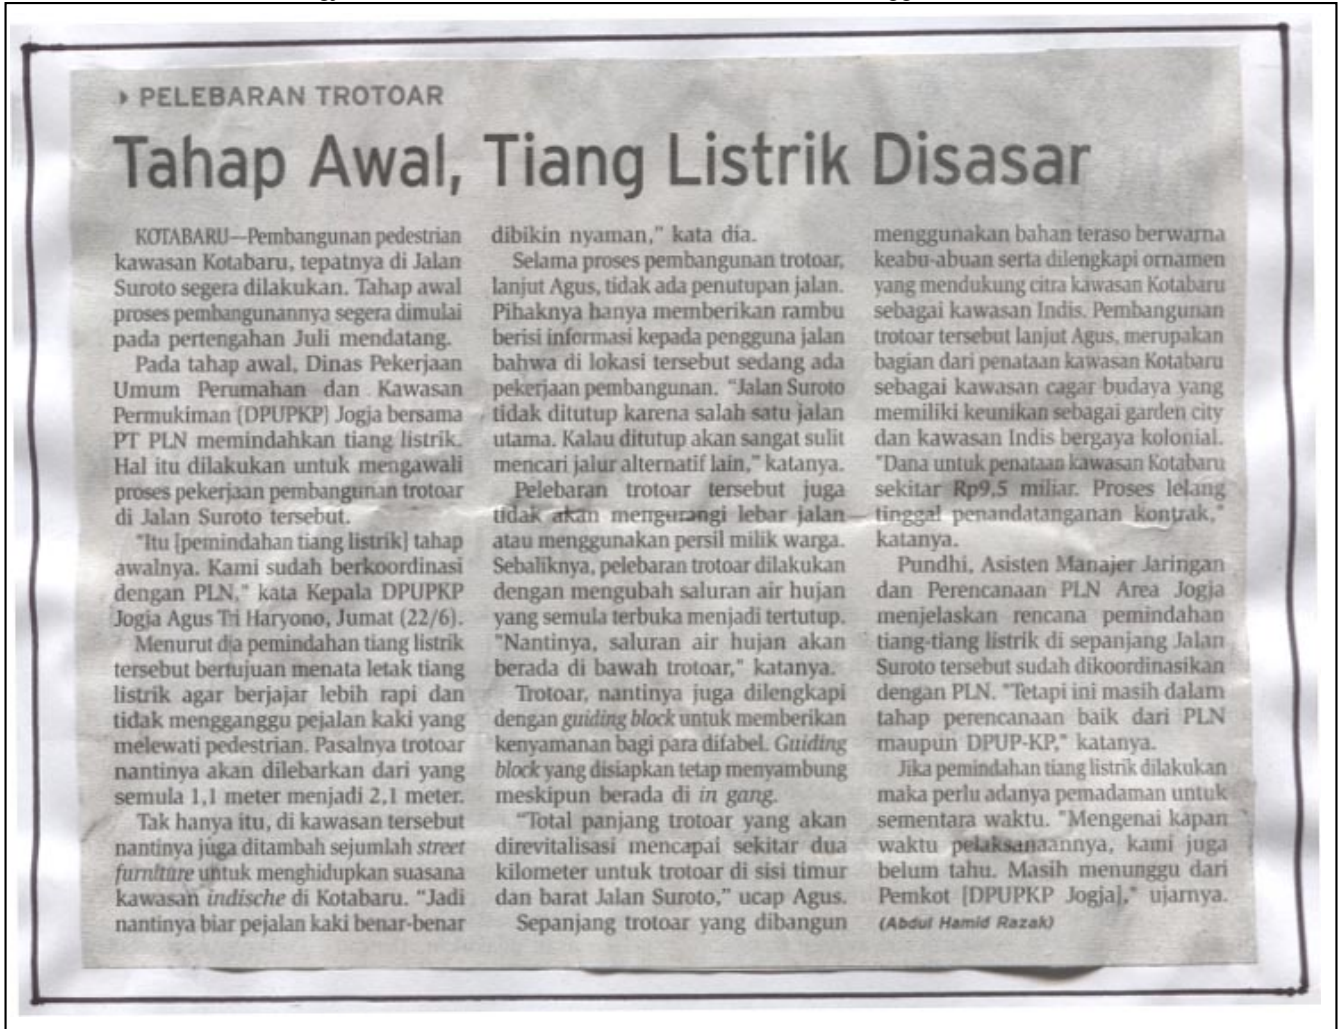 PELEBARAN TROTOAR
Tahap Awal, Tiang Listrik Disasar
KOTABARU—Pembangunan pedestrian
kawasan Kotabaru, tepatnya di Jalan
Suroto segera dilakukan. Tahap awal
proses pembangunannya segera dimulai
pada pertengahan Juli mendatang.
Pada tahap awal, Dinas Pekerjaan
Umum Perumahan dan Kawasan
Permukiman (DPUPKP) Jogja bersama
PT PLN memindahkan tiang listrik.
Hal itu dilakukan untuk mengawali
proses pekerjaan pembangunan trotoar
di Jalan Suroto tersebut.
"Itu [pemindahan tiang listrik] tahap
awalnya. Kami sudah berkoordinasi
dengan PLN," kata Kepala DPUPKP
Jogja Agus Tri Haryono, Jumat (22/6).
Menurut dia pemindahan tiang listrik
tersebut bertujuan menata letak tiang
listrik agar berjajar lebih rapi dan
tidak mengganggu pejalan kaki yang
melewati pedestrian. Pasalnya trotoar
nantinya akan dilebarkan dari yang
semula 1,1 meter menjadi 2,1 meter.
Tak hanya itu, di kawasan tersebut
nantinya juga ditambah sejumlah street
furniture untuk menghidupkan suasana
kawasan indische di Kotabaru. "Jadi
nantinya biar pejalan kaki benar-benar
dibikin nyaman," kata dia.
Selama proses pembangunan trotoar,
lanjut Agus, tidak ada penutupan jalan.
Pihaknya hanya memberikan rambu
berisi informasi kepada pengguna jalan
bahwa di lokasi tersebut sedang ada
pekerjaan pembangunan. "Jalan Suroto
tidak ditutup karena salah satu jalan
utama. Kalau ditutup akan sangat sulit
mencari jalur alternatif lain," katanya.
Pelebaran trotoar tersebut juga
tidak akan mengurangi lebar jalan
atau menggunakan persil milik warga.
Sebaliknya, pelebaran trotoar dilakukan
dengan mengubah saluran air hujan
yang semula terbuka menjadi tertutup.
"Nantinya, saluran air hujan akan
berada di bawah trotoar," katanya.
Trotoar, nantinya juga dilengkapi
dengan guiding block untuk memberikan
kenyamanan bagi para difabel. Guiding
block yang disiapkan tetap menyambung
meskipun berada di in gang.
"Total panjang trotoar yang akan
direvitalisasi mencapai sekitar dua
kilometer untuk trotoar di sisi timur
dan barat Jalan Suroto," ucap Agus.
Sepanjang trotoar yang dibangun
menggunakan bahan teraso berwarna
keabu-abuan serta dilengkapi ornamen
yang mendukung citra kawasan Kotabaru
sebagai kawasan Indis. Pembangunan
trotoar tersebut lanjut Agus, merupakan
bagian dari penataan kawasan Kotabaru
sebagai kawasan cagar budaya yang
memiliki keunikan sebagai garden city
dan kawasan Indis bergaya kolonial.
"Dana untuk penataan kawasan Kotabaru
sekitar Rp9,5 miliar. Proses lelang
tinggal penandatanganan kontrak,"
katanya.
Pundhi, Asisten Manajer Jaringan
dan Perencanaan PLN Area Jogja
menjelaskan rencana pemindahan
tiang-tiang listrik di sepanjang Jalan
Suroto tersebut sudah dikoordinasikan
dengan PLN. "Tetapi ini masih dalam
tahap perencanaan baik dari PLN
maupun DPUP-KP," katanya.
Jika pemindahan tiang listrik dilakukan
maka perlu adanya pemadaman untuk
sementara waktu. "Mengenai kapan
waktu pelaksanaannya, kami juga
belum tahu. Masih menunggu dari
Pemkot [DPUPKP Jogja]," ujarnya.
(Abdul Hamid Razak)